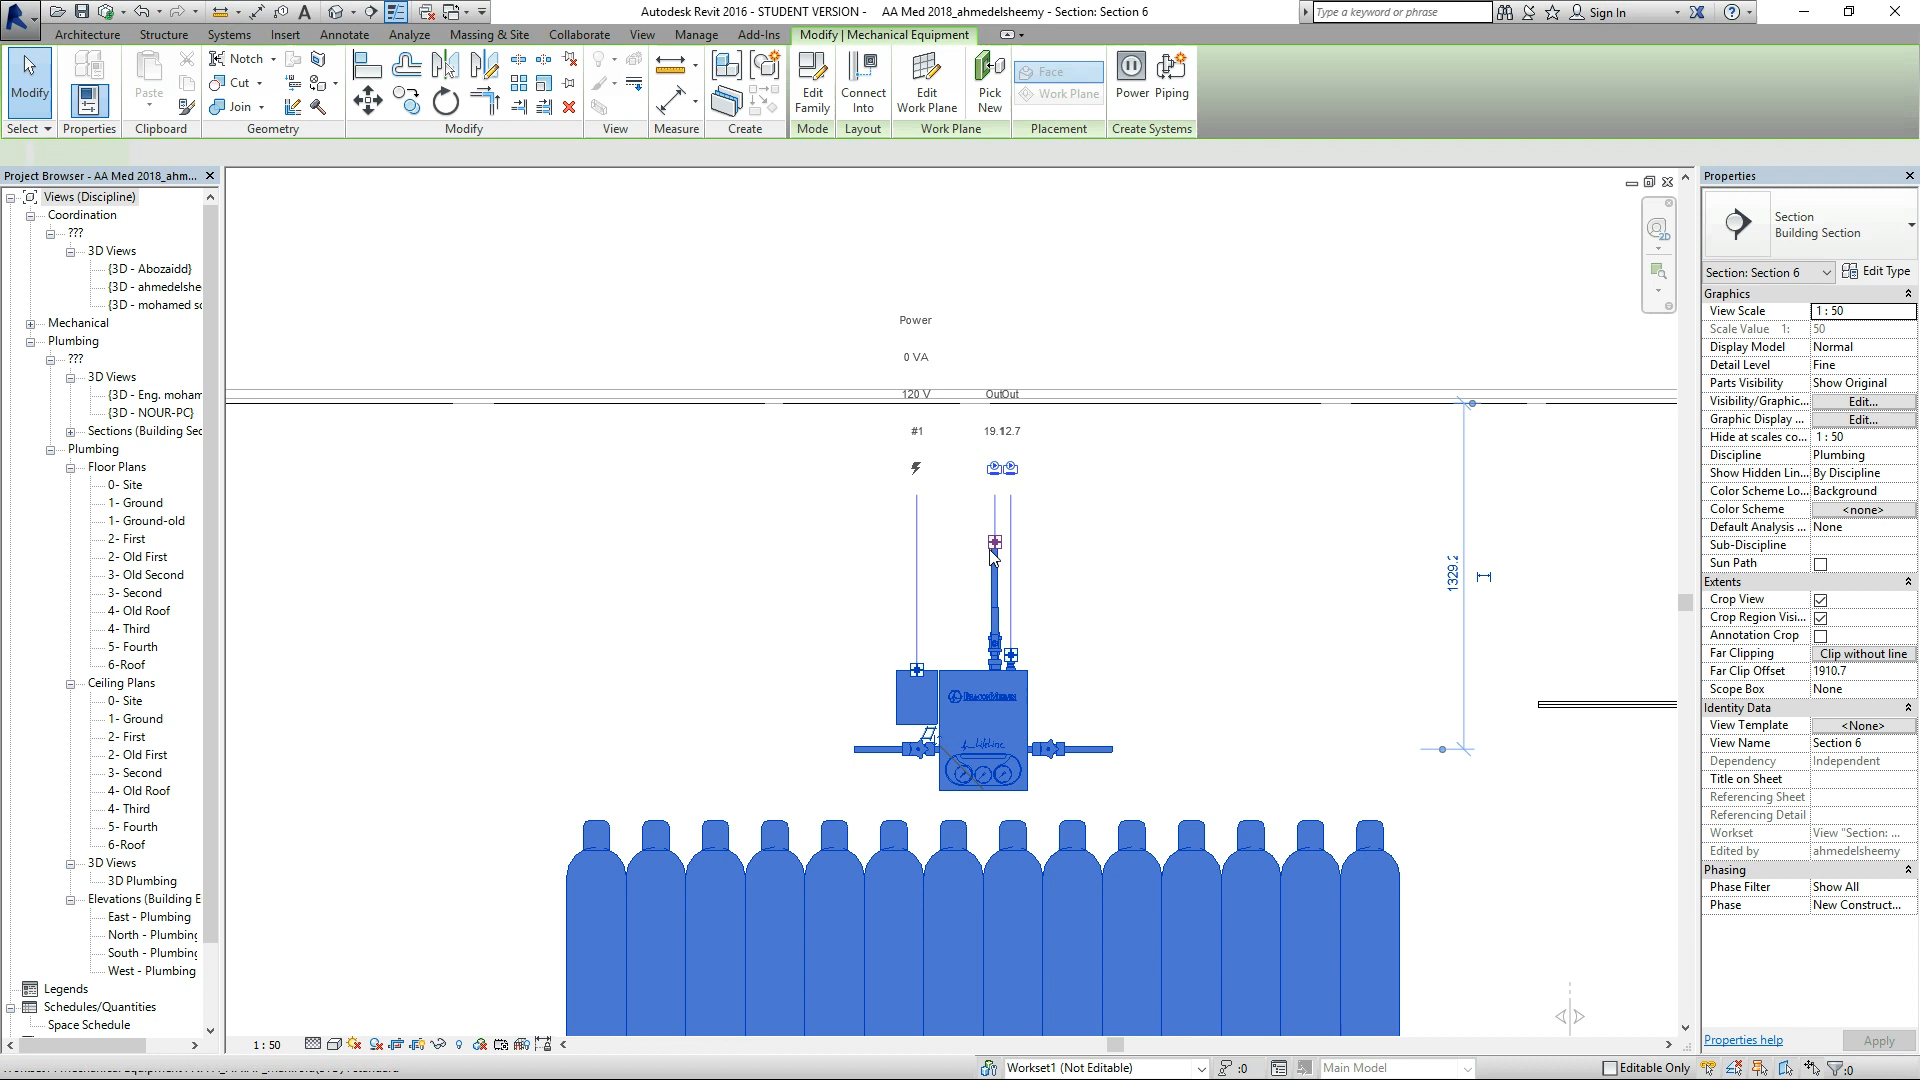 Autodesk Revit 2016 - STUDENT VERSION - AA Med 2018_ahmedelsheemy - Section: Section 6
Type a keyword or phrase
Sign In
Architecture Structure Systems Insert Annotate Analyze Massing & Site Collaborate View Manage Add-Ins Modify | Mechanical Equipment
Modify
Paste
Notch
Cut
Join
Edit Family
Connect Into
Edit Work Plane
Pick New
Face
Work Plane
Power Piping
Select Properties Clipboard Geometry Modify View Measure Create Mode Layout Work Plane Placement Create Systems
Project Browser - AA Med 2018_ahm...
Views (Discipline)
Coordination
???
3D Views
{3D - Abozaidd}
{3D - ahmedelshe
{3D - mohamed so
Mechanical
Plumbing
???
3D Views
{3D - Eng. moham
{3D - NOUR-PC}
Sections (Building Sec
Plumbing
Floor Plans
0- Site
1- Ground
1- Ground-old
2- First
2- Old First
3- Old Second
3- Second
4- Old Roof
4- Third
5- Fourth
6-Roof
Ceiling Plans
0- Site
1- Ground
2- First
2- Old First
3- Second
4- Old Roof
4- Third
5- Fourth
6-Roof
3D Views
3D Plumbing
Elevations (Building E
East - Plumbing
North - Plumbing
South - Plumbing
West - Plumbing
Legends
Schedules/Quantities
Space Schedule
Power
0 VA
120 V OutOut
#1 19.12.7
BeaconMedaes
LifeLine
1329.2
2D
Properties
Section
Building Section
Section: Section 6 Edit Type
Graphics
View Scale 1 : 50
Scale Value 1: 50
Display Model Normal
Detail Level Fine
Parts Visibility Show Original
Visibility/Graphic... Edit...
Graphic Display ... Edit...
Hide at scales co... 1 : 50
Discipline Plumbing
Show Hidden Lin... By Discipline
Color Scheme Lo... Background
Color Scheme <none>
Default Analysis ... None
Sub-Discipline
Sun Path
Extents
Crop View
Crop Region Visi...
Annotation Crop
Far Clipping Clip without line
Far Clip Offset 1910.7
Scope Box None
Identity Data
View Template <None>
View Name Section 6
Dependency Independent
Title on Sheet
Referencing Sheet
Referencing Detail
Workset View "Section: ...
Edited by ahmedelsheemy
Phasing
Phase Filter Show All
Phase New Construct...
Properties help Apply
1 : 50
Workset1 (Not Editable) :0 Main Model Editable Only :0